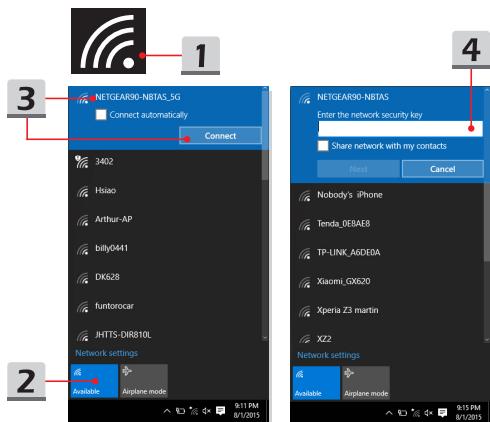 1
4
3
NETGEAR90-NBTAS_5G
Connect automatically
Connect
3402
Hsiao
Arthur-AP
billy0441
DK628
funtorocar
JHTTS-DIR810L
Network settings
2
Available
Airplane mode
9:11 PM
8/1/2015
NETGEAR90-NBTAS
Enter the network security key
Share network with my contacts
Next
Cancel
Nobody's iPhone
Tenda_0E8AE8
TP-LINK_A6DE0A
Xiaomi_GX620
Xperia Z3 martin
XZ2
Network settings
Available
Airplane mode
9:15 PM
8/1/2015